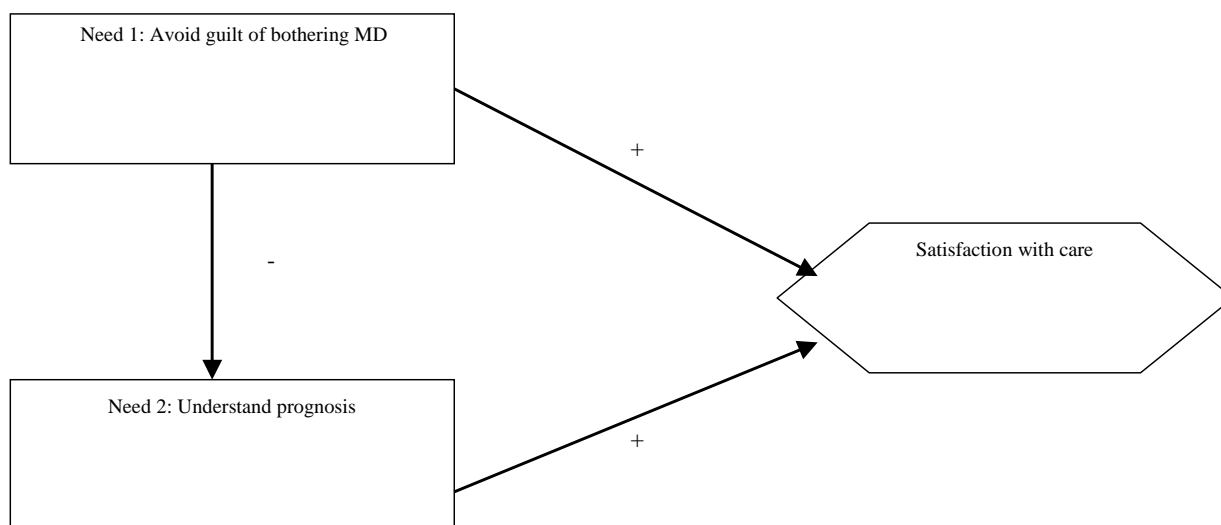 Need 1: Avoid guilt of bothering MD
+
Satisfaction with care
-
Need 2: Understand prognosis
+